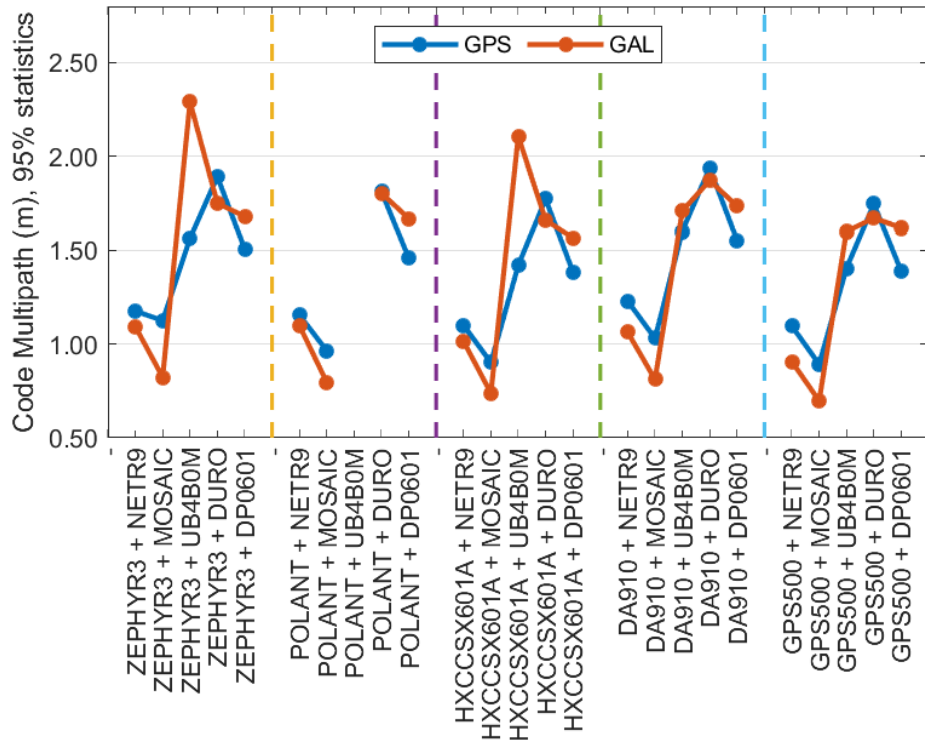 GPS GAL
Code Multipath (m), 95% statistics
2.50
2.00
1.50
1.00
0.50
ZEPHYR3 + NETR9
ZEPHYR3 + MOSAIC
ZEPHYR3 + UB4B0M
ZEPHYR3 + DURO
ZEPHYR3 + DP0601
POLANT + NETR9
POLANT + MOSAIC
POLANT + UB4B0M
POLANT + DURO
POLANT + DP0601
HXCCSX601A + NETR9
HXCCSX601A + MOSAIC
HXCCSX601A + UB4B0M
HXCCSX601A + DURO
HXCCSX601A + DP0601
DA910 + NETR9
DA910 + MOSAIC
DA910 + UB4B0M
DA910 + DURO
DA910 + DP0601
GPS500 + NETR9
GPS500 + MOSAIC
GPS500 + UB4B0M
GPS500 + DURO
GPS500 + DP0601